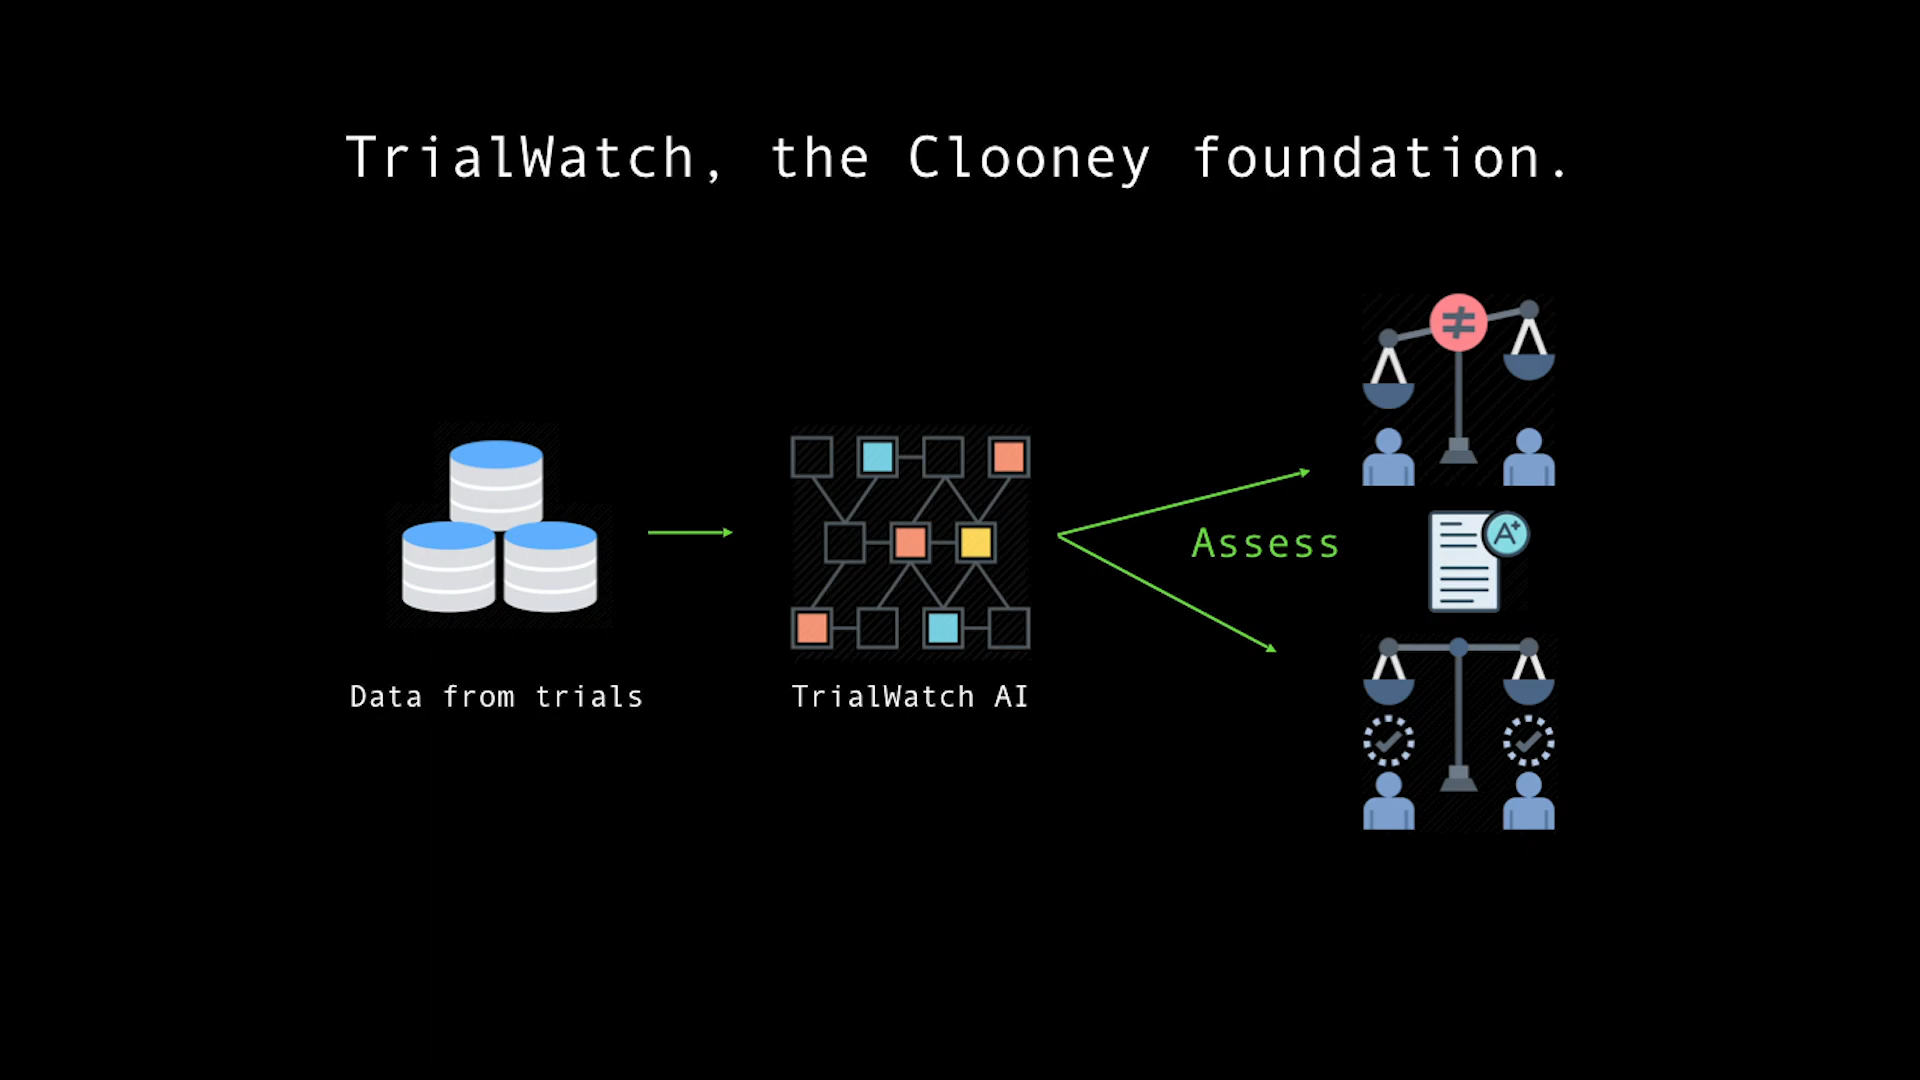 TrialWatch, the Clooney foundation.
≠
Assess
A+
Data from trials
TrialWatch AI